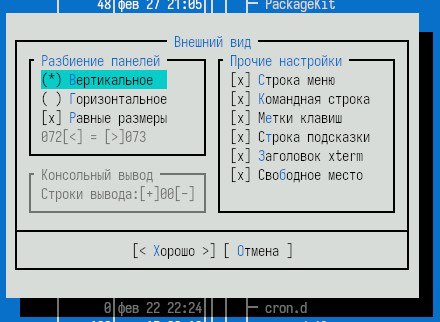 48 фев 27 21:05 ├─ PackageKit
Внешний вид
Разбиение панелей
(*) Вертикальное
( ) Горизонтальное
[x] Равные размеры
072[<] = [>]073
Консольный вывод
Строки вывода:[+]00[-]
Прочие настройки
[x] Строка меню
[x] Командная строка
[x] Метки клавиш
[x] Строка подсказки
[x] Заголовок xterm
[x] Свободное место
[< Хорошо >] [ Отмена ]
0 фев 22 22:24 ├─ cron.d